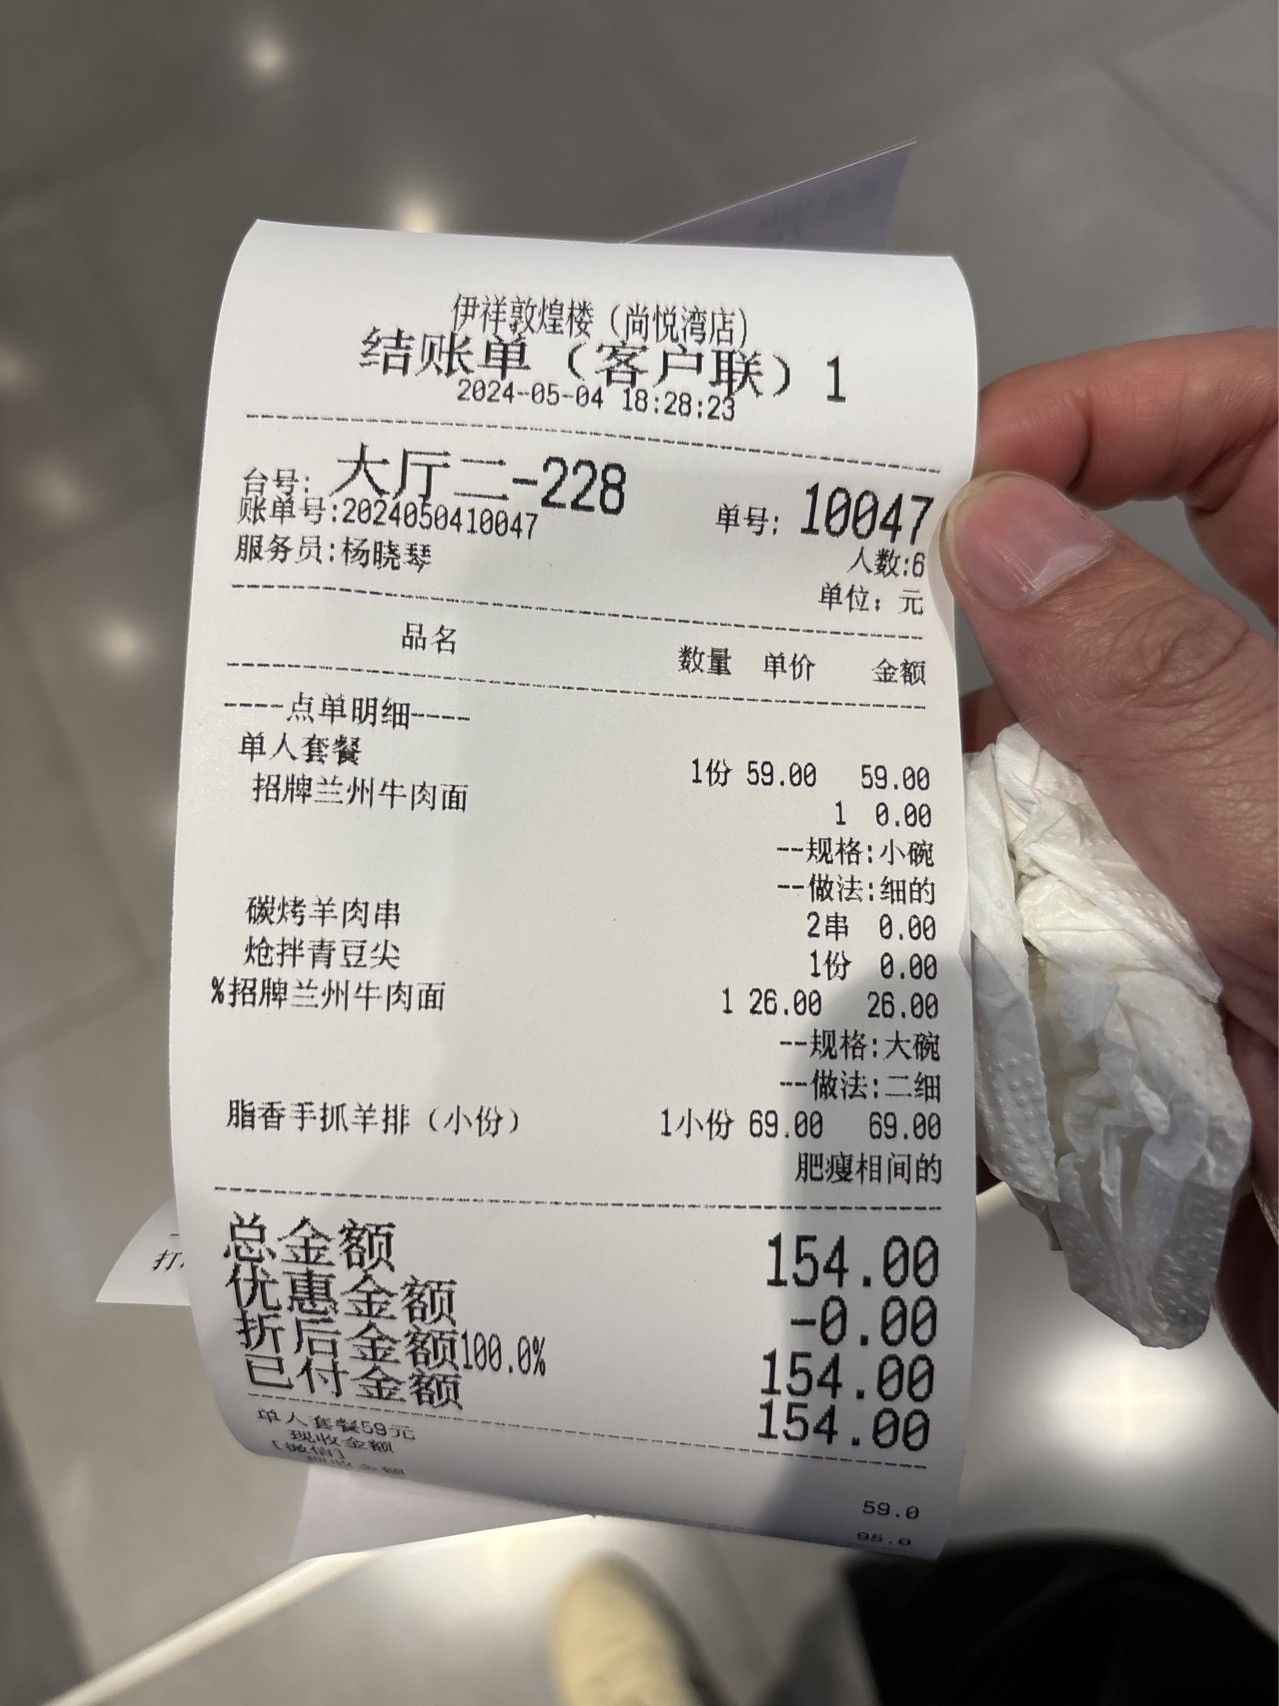 伊祥敦煌楼（尚悦湾店）
结账单（客户联）1
2024-05-04 18:28:23
台号: 大厅二-228 单号: 10047
账单号:2024050410047 人数:6
服务员:杨晓琴 单位: 元
品名 数量 单价 金额
----点单明细----
单人套餐 1份 59.00 59.00
招牌兰州牛肉面 1 0.00
--规格:小碗
--做法:细的
碳烤羊肉串 2串 0.00
炝拌青豆尖 1份 0.00
%招牌兰州牛肉面 1 26.00 26.00
--规格:大碗
--做法:二细
脂香手抓羊排（小份） 1小份 69.00 69.00
肥瘦相间的
总金额 154.00
优惠金额 -0.00
折后金额100.0% 154.00
已付金额 154.00
单人套餐59元
现收金额 59.0
[微信]
现收金额 95.0
打